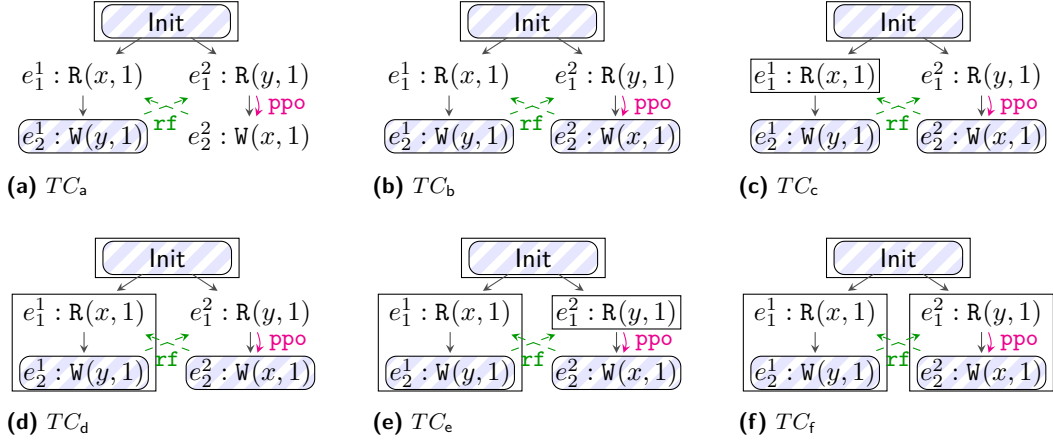 Init Init Init
e₁¹ : R(x, 1) e₁² : R(y, 1) e₁¹ : R(x, 1) e₁² : R(y, 1) e₁¹ : R(x, 1) e₁² : R(y, 1)
ppo ppo ppo
rf rf rf
e₂¹ : W(y, 1) e₂² : W(x, 1) e₂¹ : W(y, 1) e₂² : W(x, 1) e₂¹ : W(y, 1) e₂² : W(x, 1)
(a) TCₐ (b) TC_b (c) TC_c
Init Init Init
e₁¹ : R(x, 1) e₁² : R(y, 1) e₁¹ : R(x, 1) e₁² : R(y, 1) e₁¹ : R(x, 1) e₁² : R(y, 1)
ppo ppo ppo
rf rf rf
e₂¹ : W(y, 1) e₂² : W(x, 1) e₂¹ : W(y, 1) e₂² : W(x, 1) e₂¹ : W(y, 1) e₂² : W(x, 1)
(d) TC_d (e) TC_e (f) TC_f